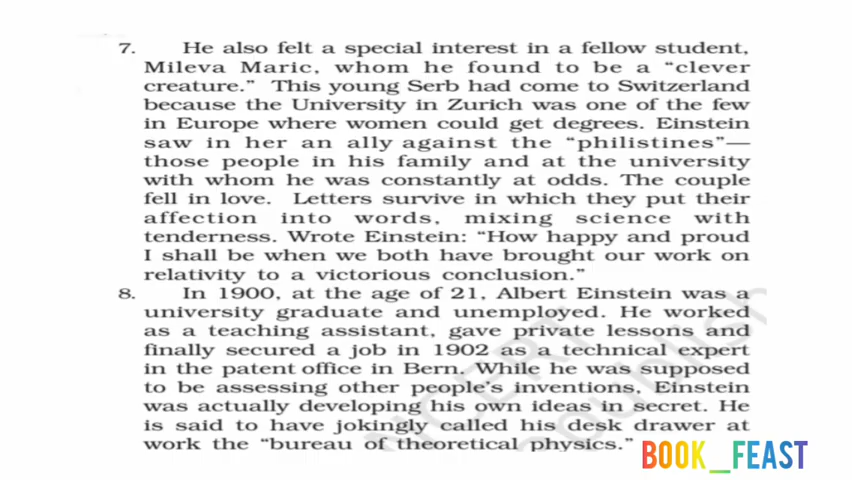 7. He also felt a special interest in a fellow student,
Mileva Maric, whom he found to be a “clever
creature.” This young Serb had come to Switzerland
because the University in Zurich was one of the few
in Europe where women could get degrees. Einstein
saw in her an ally against the “philistines”—
those people in his family and at the university
with whom he was constantly at odds. The couple
fell in love. Letters survive in which they put their
affection into words, mixing science with
tenderness. Wrote Einstein: “How happy and proud
I shall be when we both have brought our work on
relativity to a victorious conclusion.”
8. In 1900, at the age of 21, Albert Einstein was a
university graduate and unemployed. He worked
as a teaching assistant, gave private lessons and
finally secured a job in 1902 as a technical expert
in the patent office in Bern. While he was supposed
to be assessing other people’s inventions, Einstein
was actually developing his own ideas in secret. He
is said to have jokingly called his desk drawer at
work the “bureau of theoretical physics.”
BOOK_FEAST